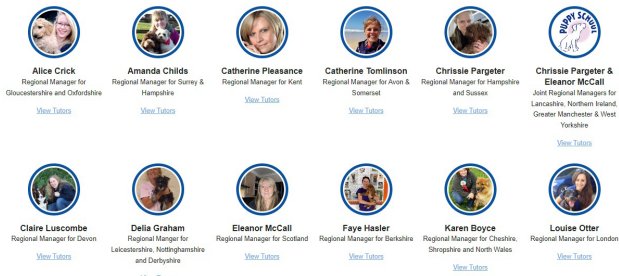 Alice Crick
Regional Manager for
Gloucestershire and Oxfordshire
View Tutors
Amanda Childs
Regional Manager for Surrey &
Hampshire
View Tutors
Catherine Pleasance
Regional Manager for Kent
View Tutors
Catherine Tomlinson
Regional Manager for Avon &
Somerset
View Tutors
Chrissie Pargeter
Regional Manager for Hampshire
and Sussex
View Tutors
PUPPY SCHOOL
Chrissie Pargeter &
Eleanor McCall
Joint Regional Managers for
Lancashire, Northern Ireland,
Greater Manchester & West
Yorkshire
View Tutors
Claire Luscombe
Regional Manager for Devon
View Tutors
Delia Graham
Regional Manger for
Leicestershire, Nottinghamshire
and Derbyshire
Eleanor McCall
Regional Manager for Scotland
View Tutors
Faye Hasler
Regional Manager for Berkshire
View Tutors
Karen Boyce
Regional Manager for Cheshire,
Shropshire and North Wales
View Tutors
Louise Otter
Regional Manager for London
View Tutors